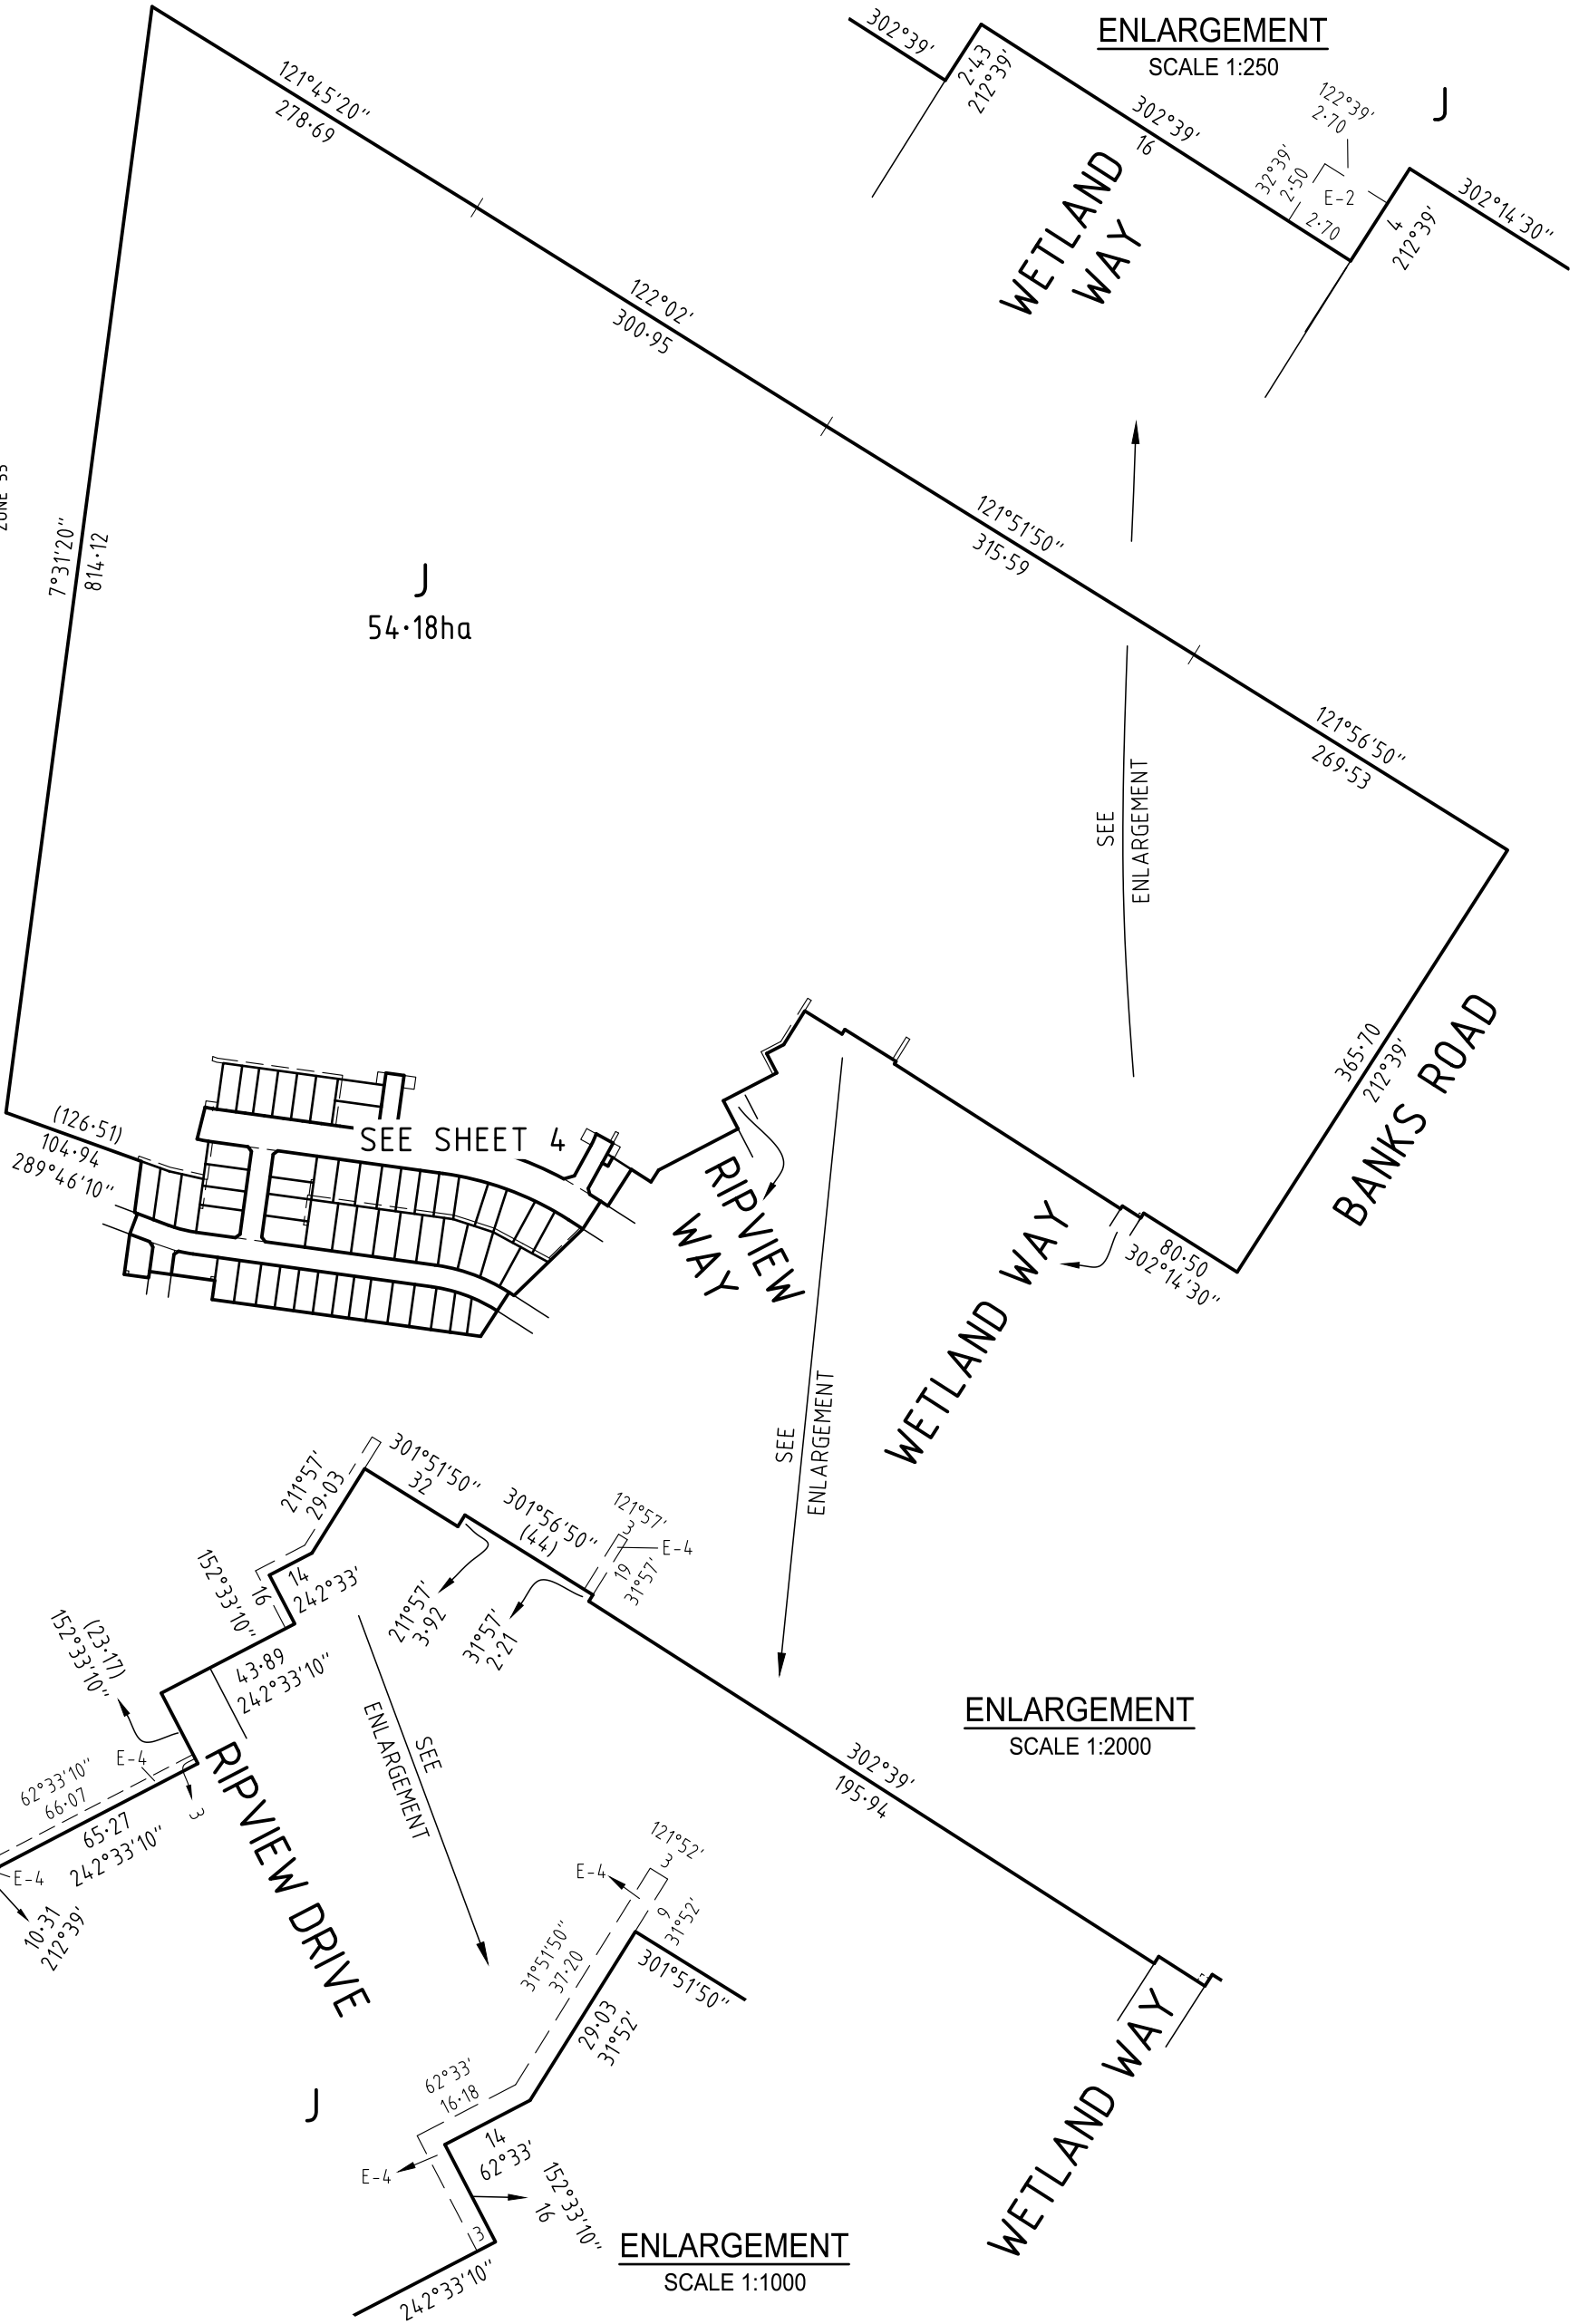 302°39'
2·43
212°39'
ENLARGEMENT
SCALE 1:250
302°39'
16
122°39'
2·70
J
32°39'
2·50
E-2
2·70
4
212°39'
302°14'30"
WETLAND
WAY
121°45'20"
278·69
122°02'
300·95
ZONE 55
7°31'20"
814·12
J
54·18ha
121°51'50"
315·59
121°56'50"
269·53
SEE
ENLARGEMENT
365·70
212°39'
BANKS ROAD
(126·51)
104·94
289°46'10"
SEE SHEET 4
RIPVIEW
WAY
WETLAND WAY
80·50
302°14'30"
SEE
ENLARGEMENT
211°57'
29·03
301°51'50"
32
301°56'50"
(44)
121°57'
3
E-4
19
31°57'
152°33'10"
16
14
242°33'
211°57'
3·92
31°57'
2·21
(23·17)
152°33'10"
43·89
242°33'10"
E-4
62°33'10"
66·07
65·27
242°33'10"
3
E-4
10·31
212°39'
RIPVIEW DRIVE
SEE
ENLARGEMENT
ENLARGEMENT
SCALE 1:2000
302°39'
195·94
WETLAND WAY
121°52'
3
E-4
9
31°52'
31°51'50"
37·20
301°51'50"
29·03
31°52'
62°33'
16·18
J
14
62°33'
E-4
152°33'10"
16
3
242°33'10"
ENLARGEMENT
SCALE 1:1000